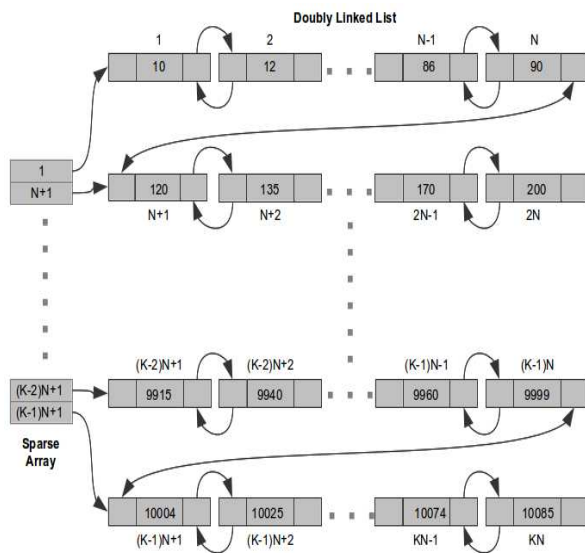 Doubly Linked List
1 2 N-1 N
10 12 86 90
1
N+1
120 135 170 200
N+1 N+2 2N-1 2N
(K-2)N+1 (K-2)N+2 (K-1)N-1 (K-1)N
(K-2)N+1
(K-1)N+1
9915 9940 9960 9999
Sparse
Array
10004 10025 10074 10085
(K-1)N+1 (K-1)N+2 KN-1 KN